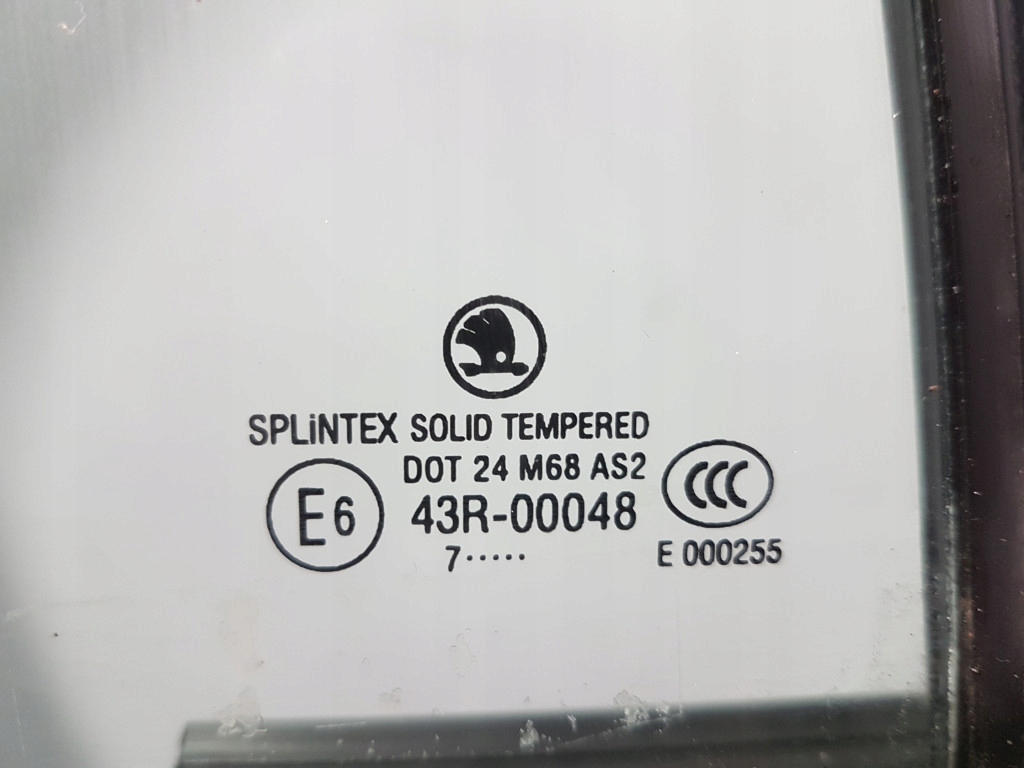 SPLiNTEX SOLID TEMPERED
DOT 24 M68 AS2
E6 43R-00048 CCC
7····· E 000255